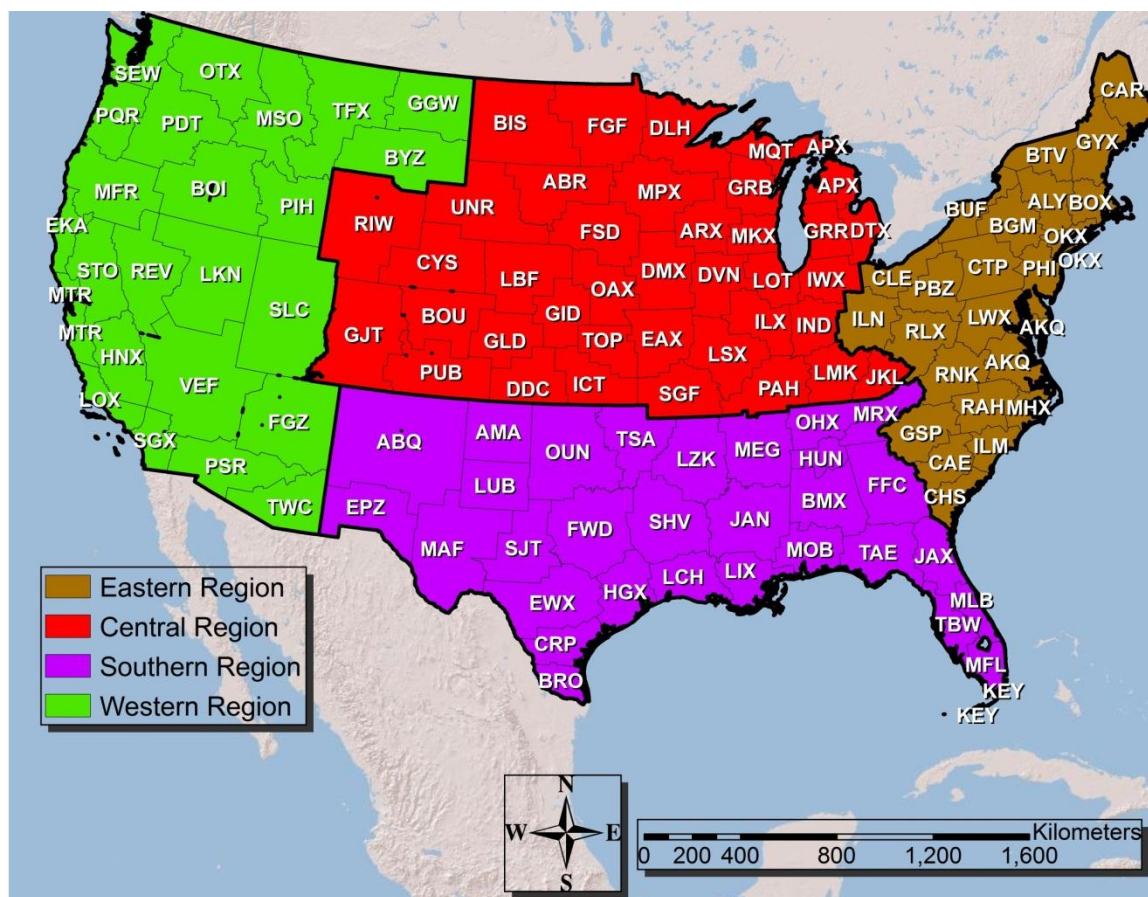 CAR
SEW
OTX
GGW
PQR
PDT
MSO
TFX
BIS
FGF
DLH
MQT
APX
BTV
GYX
BYZ
MFR
BOI
PIH
ABR
MPX
GRB
APX
BUF
ALY
BOX
RIW
UNR
EKA
BGM
FSD
ARX
MKX
GRR
DTX
OKX
STO
REV
LKN
CYS
LBF
DMX
DVN
LOT
IWX
CLE
PBZ
CTP
PHI
OKX
MTR
SLC
OAX
MTR
GJT
BOU
GID
ILX
IND
ILN
RLX
LWX
AKQ
HNX
GLD
TOP
EAX
LSX
VEF
PUB
DDC
ICT
SGF
PAH
LMK
JKL
RNK
AKQ
LOX
FGZ
RAH
MHX
SGX
ABQ
AMA
OUN
TSA
LZK
MEG
OHX
MRX
GSP
ILM
PSR
HUN
CAE
TWC
EPZ
LUB
FWD
SHV
JAN
BMX
FFC
CHS
MAF
SJT
MOB
TAE
JAX
EWX
HGX
LCH
LIX
MLB
TBW
CRP
BRO
MFL
KEY
KEY
Eastern Region
Central Region
Southern Region
Western Region
N
W E
S
Kilometers
0 200 400 800 1,200 1,600